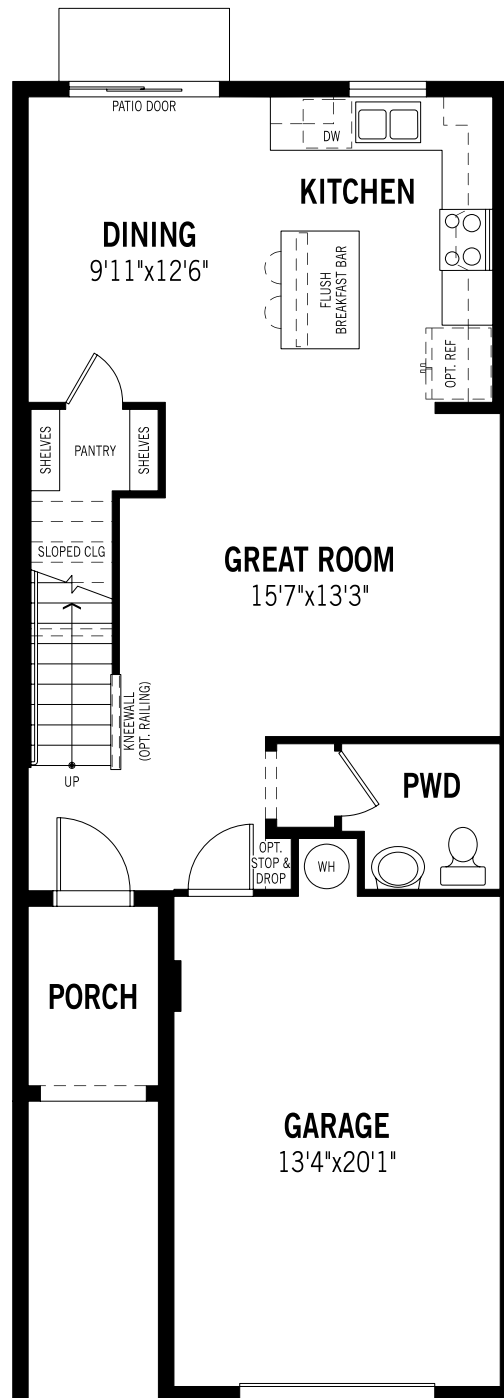 PATIO DOOR
DW
KITCHEN
DINING
9'11"x12'6"
FLUSH
BREAKFAST BAR
OPT. REF
SHELVES
PANTRY
SHELVES
SLOPED CLG
GREAT ROOM
15'7"x13'3"
KNEEWALL
(OPT. RAILING)
UP
PWD
OPT.
STOP &
DROP
WH
PORCH
GARAGE
13'4"x20'1"